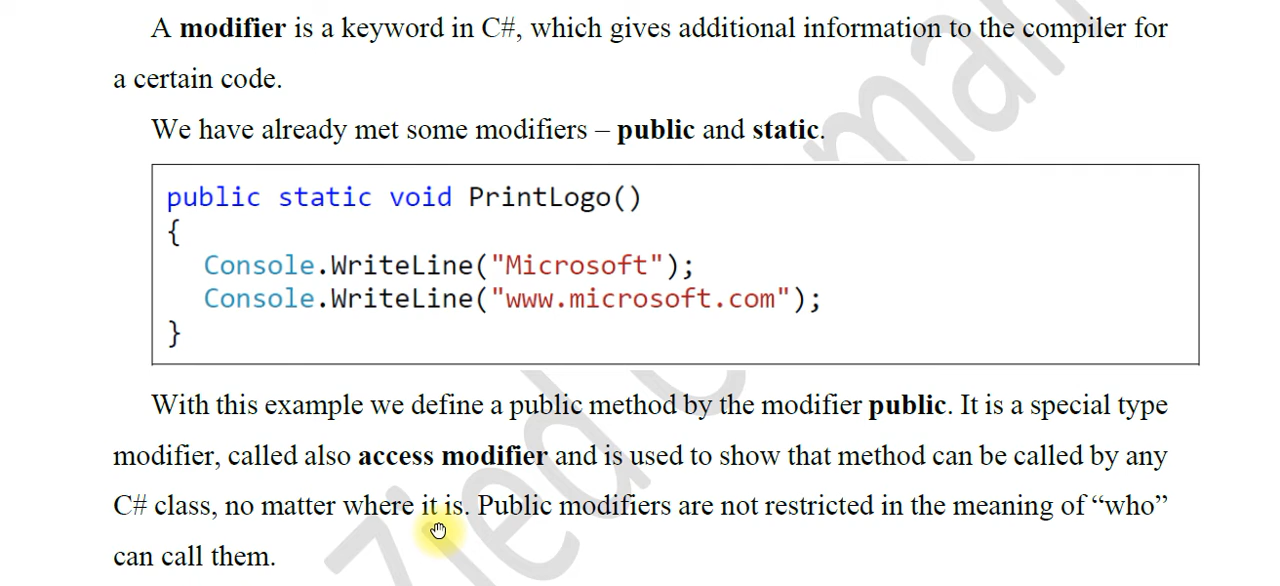 A modifier is a keyword in C#, which gives additional information to the compiler for
a certain code.
We have already met some modifiers – public and static.
public static void PrintLogo()
{
Console.WriteLine("Microsoft");
Console.WriteLine("www.microsoft.com");
}
With this example we define a public method by the modifier public. It is a special type
modifier, called also access modifier and is used to show that method can be called by any
C# class, no matter where it is. Public modifiers are not restricted in the meaning of “who”
can call them.